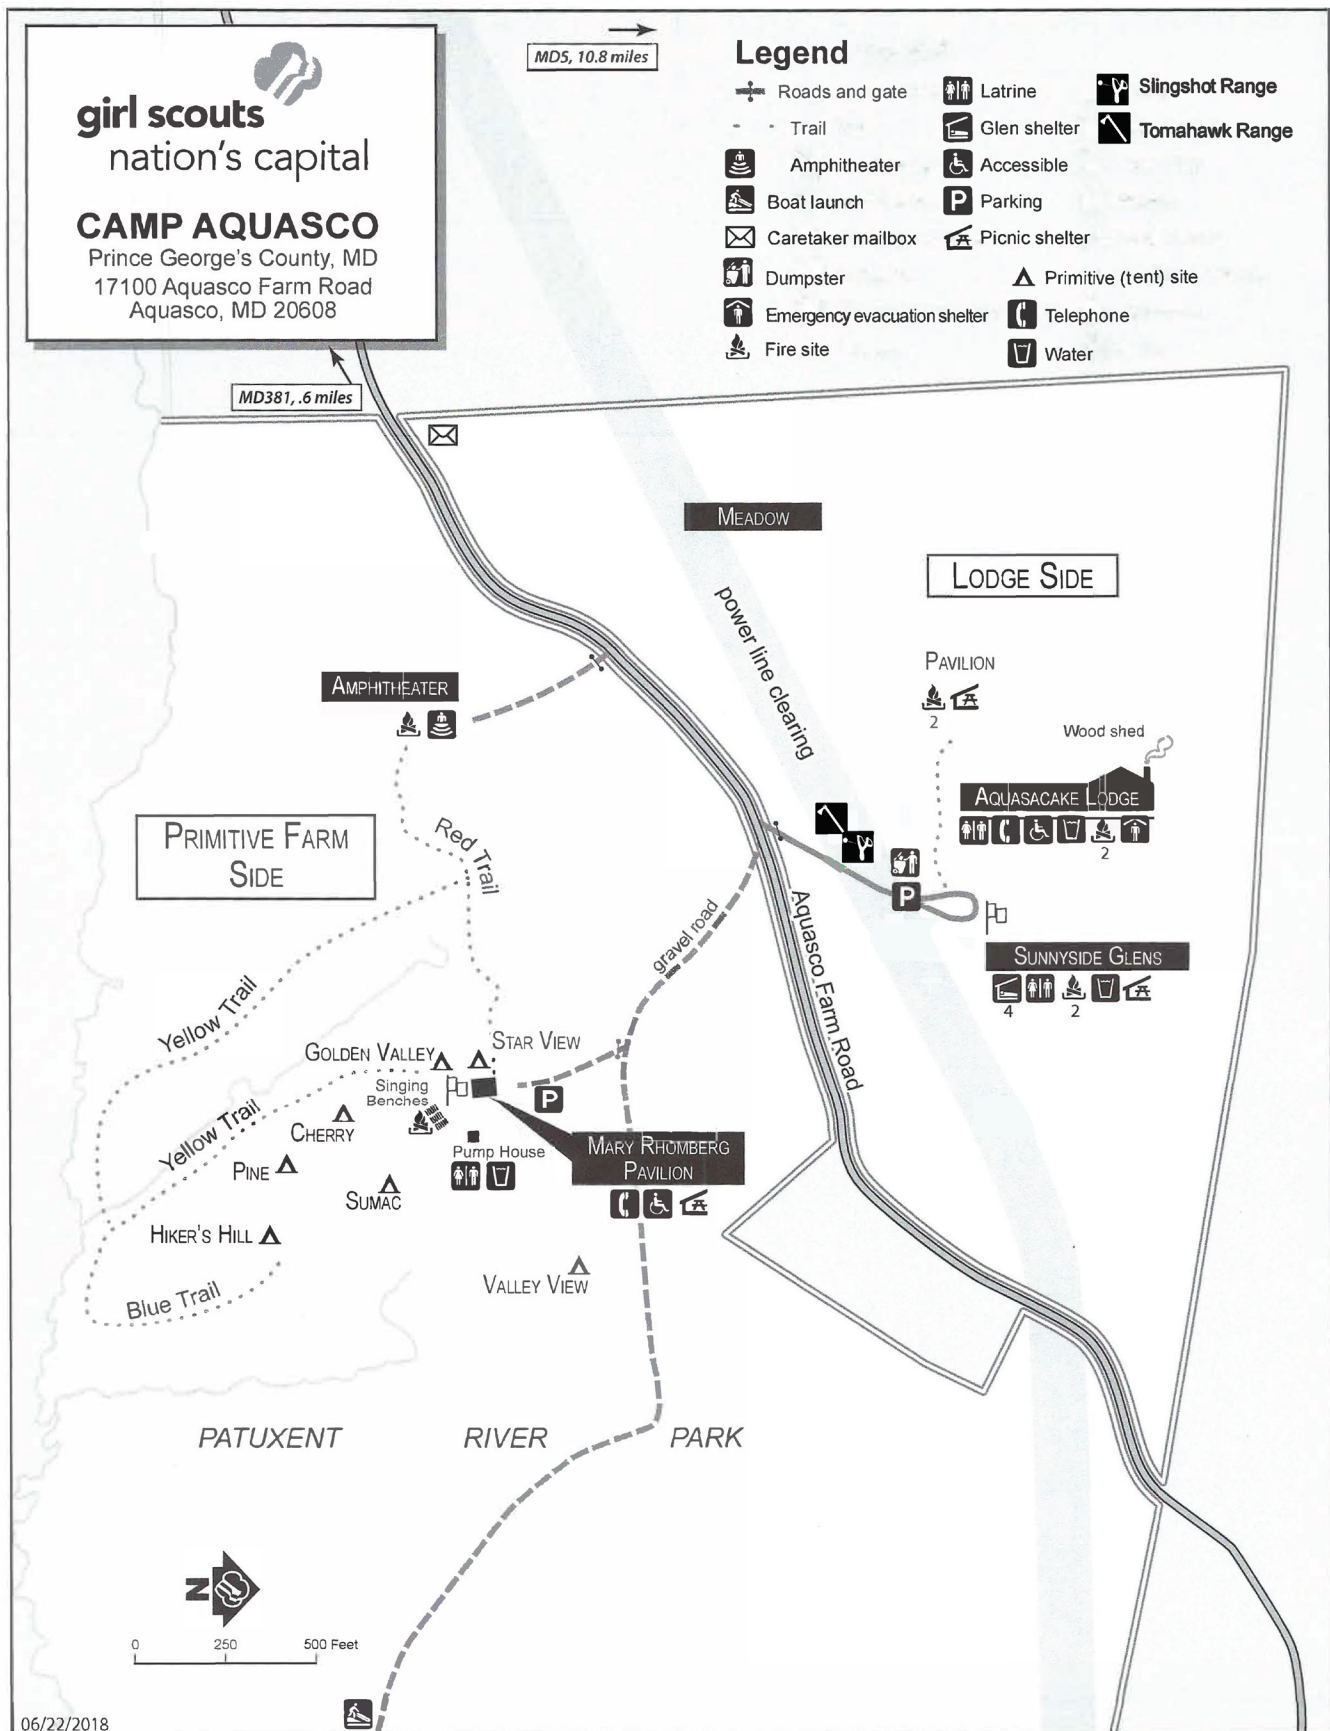 girl scouts
nation's capital
CAMP AQUASCO
Prince George's County, MD
17100 Aquasco Farm Road
Aquasco, MD 20608
MD5, 10.8 miles
Legend
Roads and gate
Trail
Amphitheater
Boat launch
Caretaker mailbox
Dumpster
Emergency evacuation shelter
Fire site
Latrine
Glen shelter
Accessible
P
Parking
Picnic shelter
Primitive (tent) site
Telephone
Water
Slingshot Range
Tomahawk Range
MD381, .6 miles
MEADOW
LODGE SIDE
power line clearing
PAVILION
2
Wood shed
AMPHITHEATER
AQUASACAKE LODGE
2
PRIMITIVE FARM
SIDE
Red Trail
P
Aquasco Farm Road
gravel road
SUNNYSIDE GLENS
4
2
Yellow Trail
STAR VIEW
GOLDEN VALLEY
Singing
Benches
P
Yellow Trail
CHERRY
Pump House
MARY RHOMBERG
PAVILION
PINE
SUMAC
HIKER'S HILL
VALLEY VIEW
Blue Trail
PATUXENT RIVER PARK
N
0 250 500 Feet
06/22/2018